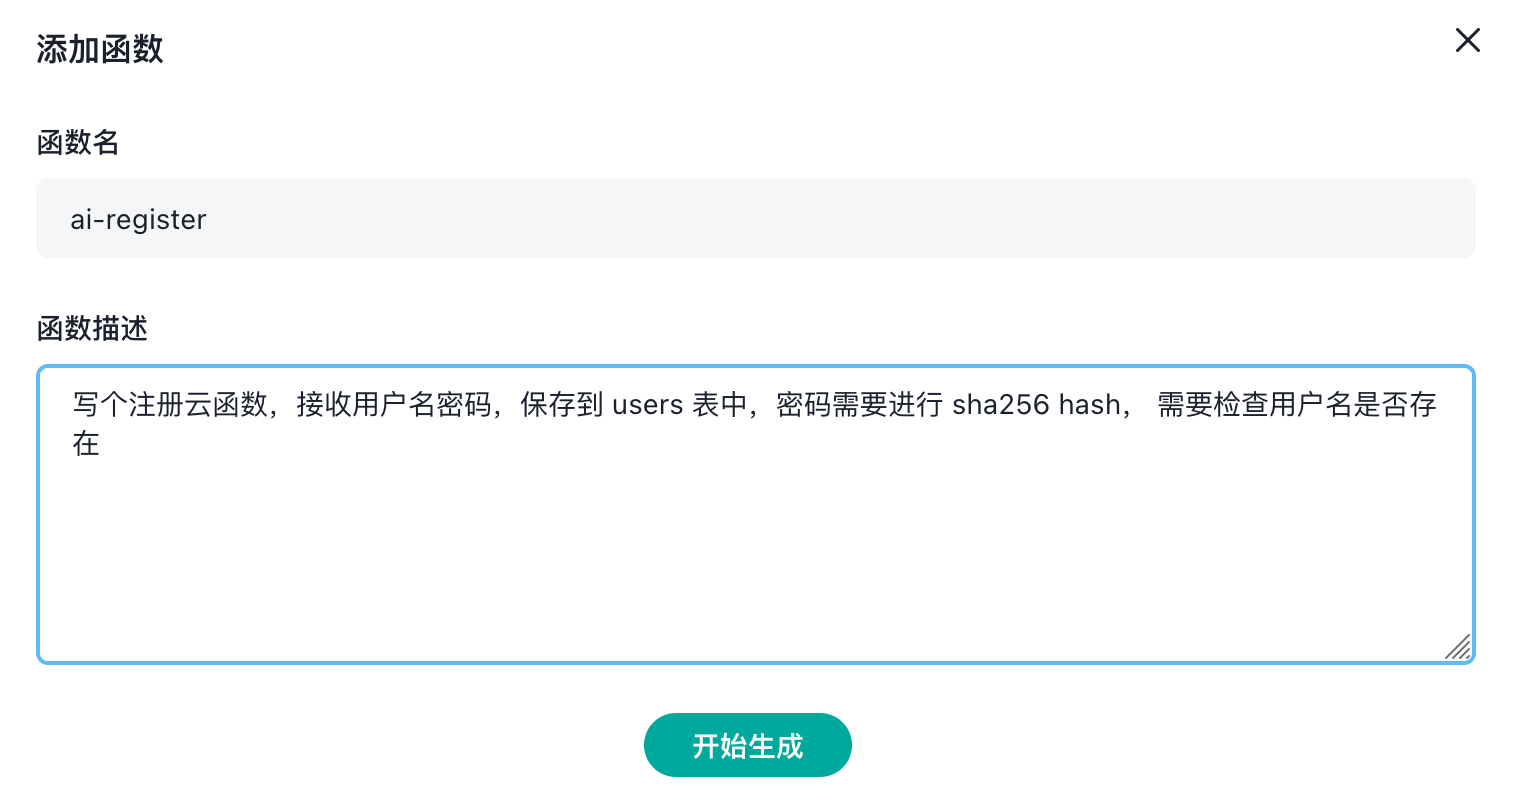 添加函数
函数名
ai-register
函数描述
写个注册云函数，接收用户名密码，保存到 users 表中，密码需要进行 sha256 hash， 需要检查用户名是否存
在
开始生成